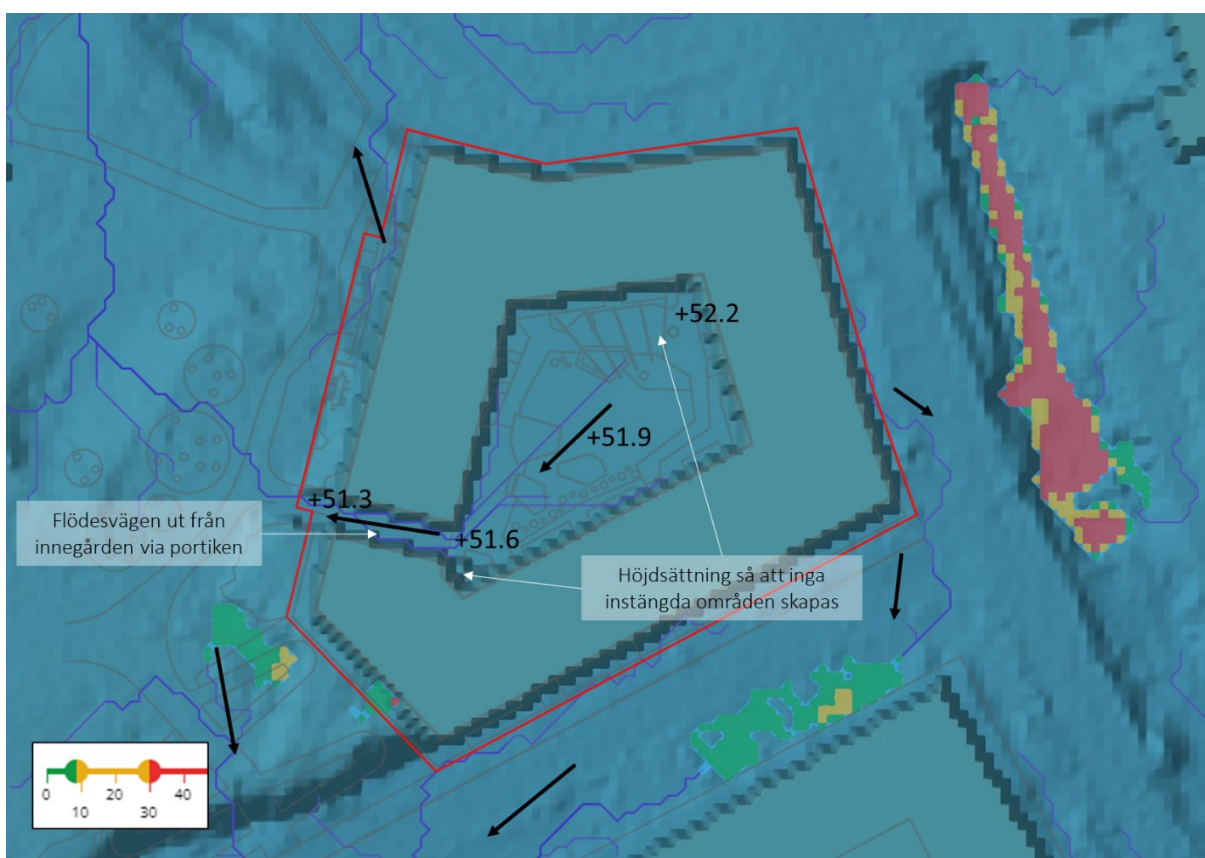 +52.2
+51.9
+51.3
Flödesvägen ut från
innegården via portiken
+51.6
Höjdsättning så att inga
instängda områden skapas
0 20 40
10 30